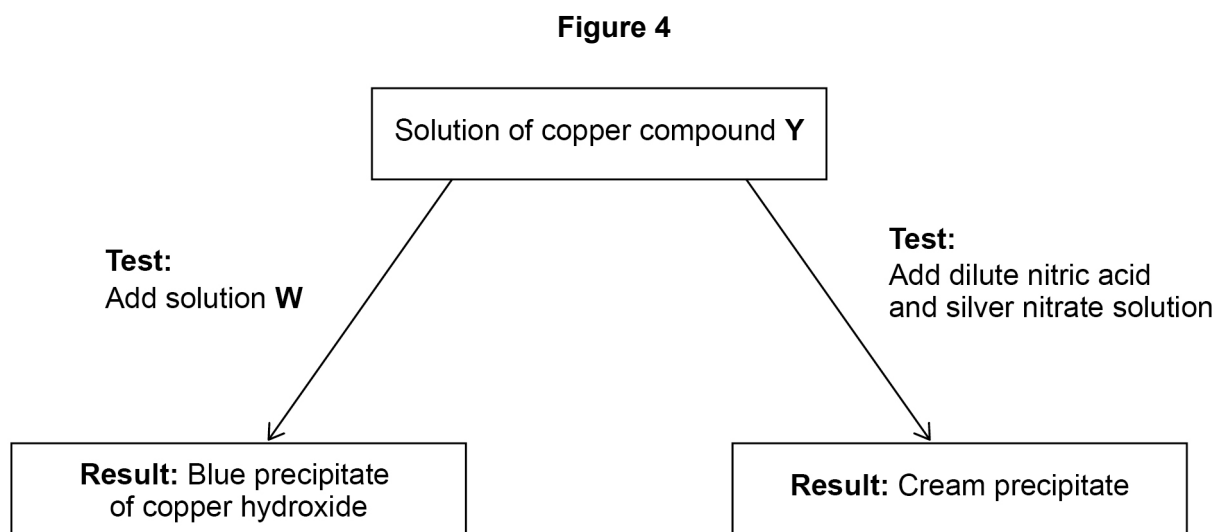 Figure 4
Solution of copper compound Y
Test:
Add solution W
Test:
Add dilute nitric acid
and silver nitrate solution
Result: Blue precipitate
of copper hydroxide
Result: Cream precipitate